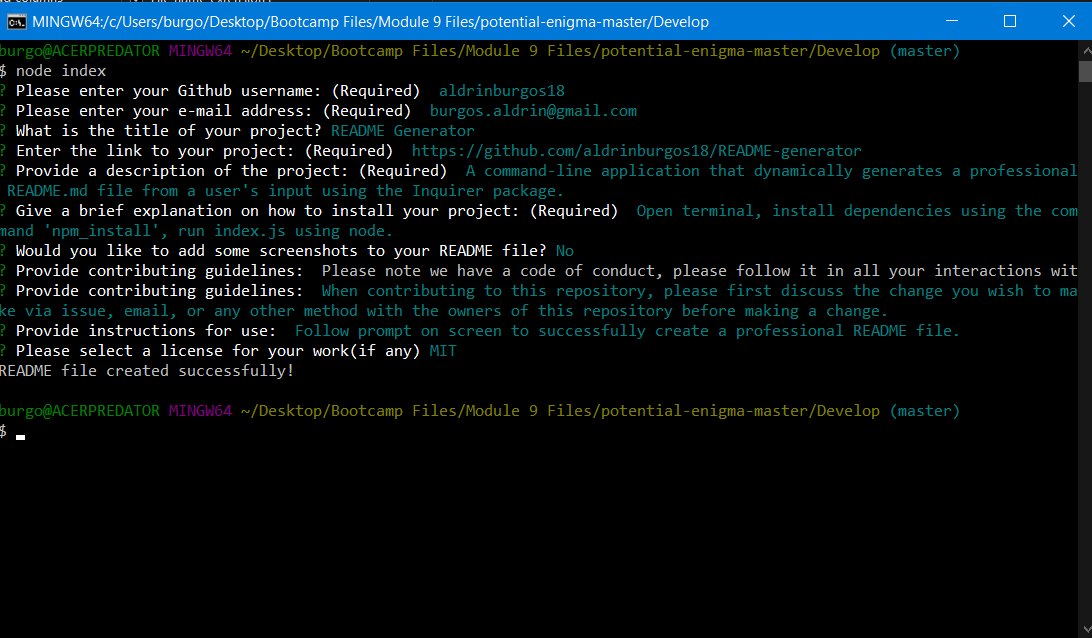 MINGW64:/c/Users/burgo/Desktop/Bootcamp Files/Module 9 Files/potential-enigma-master/Develop
burgo@ACERPREDATOR MINGW64 ~/Desktop/Bootcamp Files/Module 9 Files/potential-enigma-master/Develop (master)
$ node index
? Please enter your Github username: (Required)  aldrinburgos18
? Please enter your e-mail address: (Required)  burgos.aldrin@gmail.com
? What is the title of your project? README Generator
? Enter the link to your project: (Required)  https://github.com/aldrinburgos18/README-generator
? Provide a description of the project: (Required)  A command-line application that dynamically generates a professional
 README.md file from a user's input using the Inquirer package.
? Give a brief explanation on how to install your project: (Required)  Open terminal, install dependencies using the com
mand 'npm_install', run index.js using node.
? Would you like to add some screenshots to your README file? No
? Provide contributing guidelines:  Please note we have a code of conduct, please follow it in all your interactions wit
? Provide contributing guidelines:  When contributing to this repository, please first discuss the change you wish to ma
ke via issue, email, or any other method with the owners of this repository before making a change.
? Provide instructions for use:  Follow prompt on screen to successfully create a professional README file.
? Please select a license for your work(if any) MIT
README file created successfully!
burgo@ACERPREDATOR MINGW64 ~/Desktop/Bootcamp Files/Module 9 Files/potential-enigma-master/Develop (master)
$